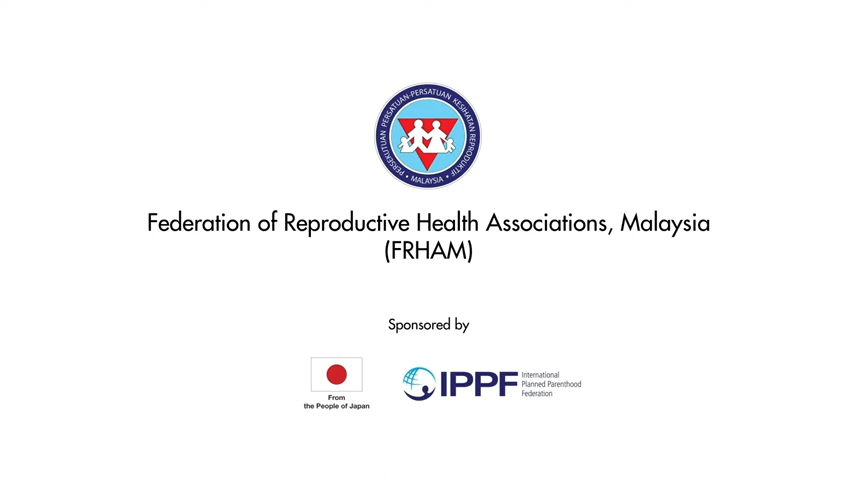 PERSEKUTUAN PERSATUAN-PERSATUAN KESIHATAN REPRODUKTIF
• MALAYSIA •
Federation of Reproductive Health Associations, Malaysia
(FRHAM)
Sponsored by
From
the People of Japan
IPPF
International
Planned Parenthood
Federation